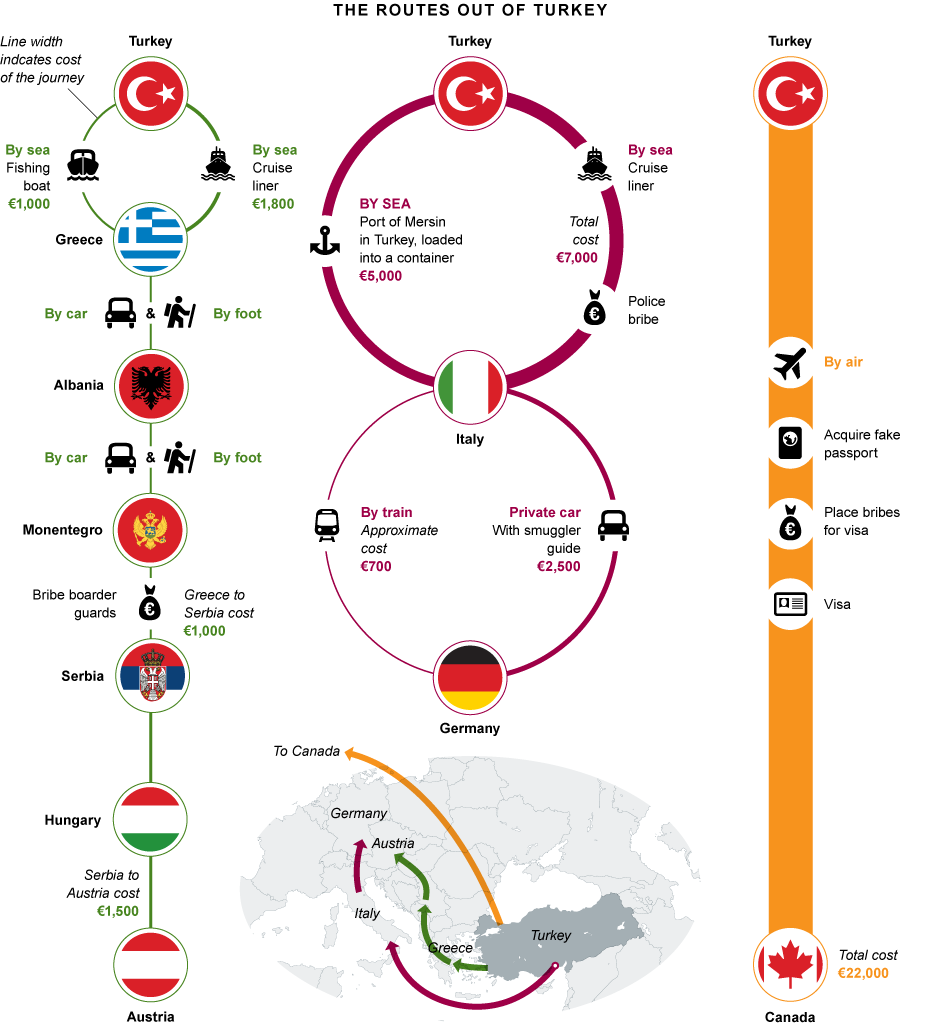 THE ROUTES OUT OF TURKEY
Line width
indcates cost
of the journey
Turkey
By sea
Fishing
boat
€1,000
By sea
Cruise
liner
€1,800
Greece
By car
&
By foot
Albania
By car
&
By foot
Monentegro
Bribe boarder
guards
€
Greece to
Serbia cost
€1,000
Serbia
Hungary
Serbia to
Austria cost
€1,500
Austria
Turkey
BY SEA
Port of Mersin
in Turkey, loaded
into a container
€5,000
By sea
Cruise
liner
Total
cost
€7,000
€
Police
bribe
Italy
By train
Approximate
cost
€700
Private car
With smuggler
guide
€2,500
Germany
To Canada
Germany
Austria
Italy
Greece
Turkey
Turkey
By air
Acquire fake
passport
€
Place bribes
for visa
Visa
Total cost
€22,000
Canada